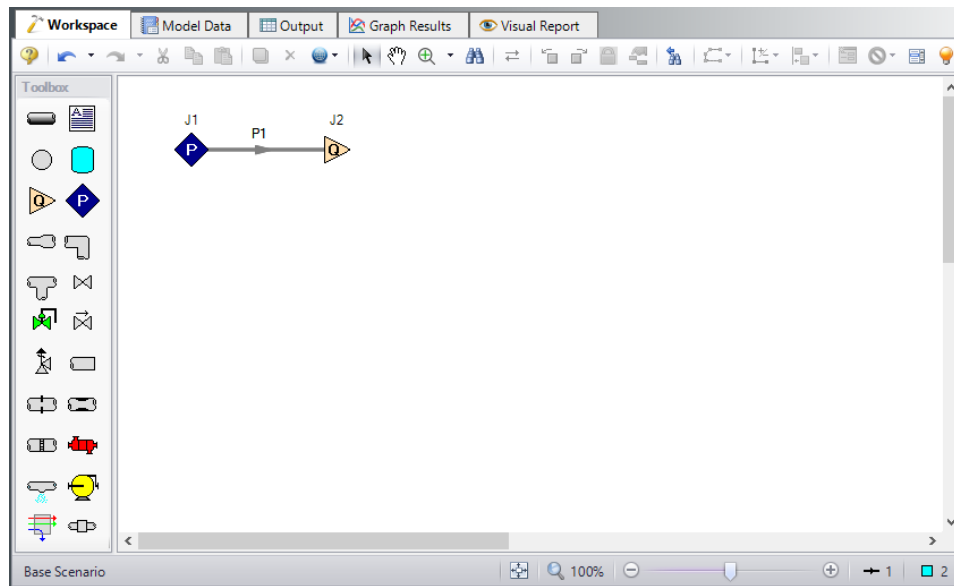 Workspace Model Data Output Graph Results Visual Report
Toolbox
A
Q P
J1 J2
P1
P Q
Base Scenario 100% 1 2